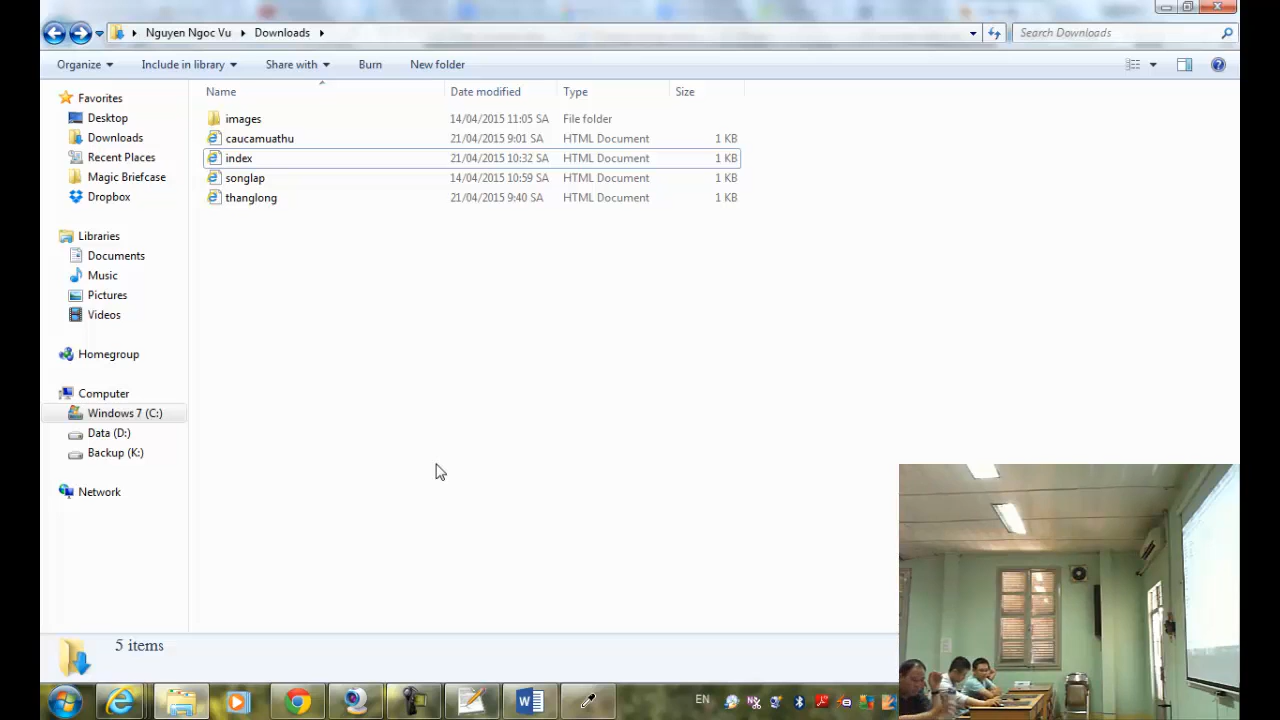 Nguyen Ngoc Vu Downloads Search Downloads
Organize Include in library Share with Burn New folder
Name Date modified Type Size
Favorites
Desktop
Downloads
Recent Places
Magic Briefcase
Dropbox
Libraries
Documents
Music
Pictures
Videos
Homegroup
Computer
Windows 7 (C:)
Data (D:)
Backup (K:)
Network
images 14/04/2015 11:05 SA File folder
caucamuathu 21/04/2015 9:01 SA HTML Document 1 KB
index 21/04/2015 10:32 SA HTML Document 1 KB
songlap 14/04/2015 10:59 SA HTML Document 1 KB
thanglong 21/04/2015 9:40 SA HTML Document 1 KB
5 items
EN